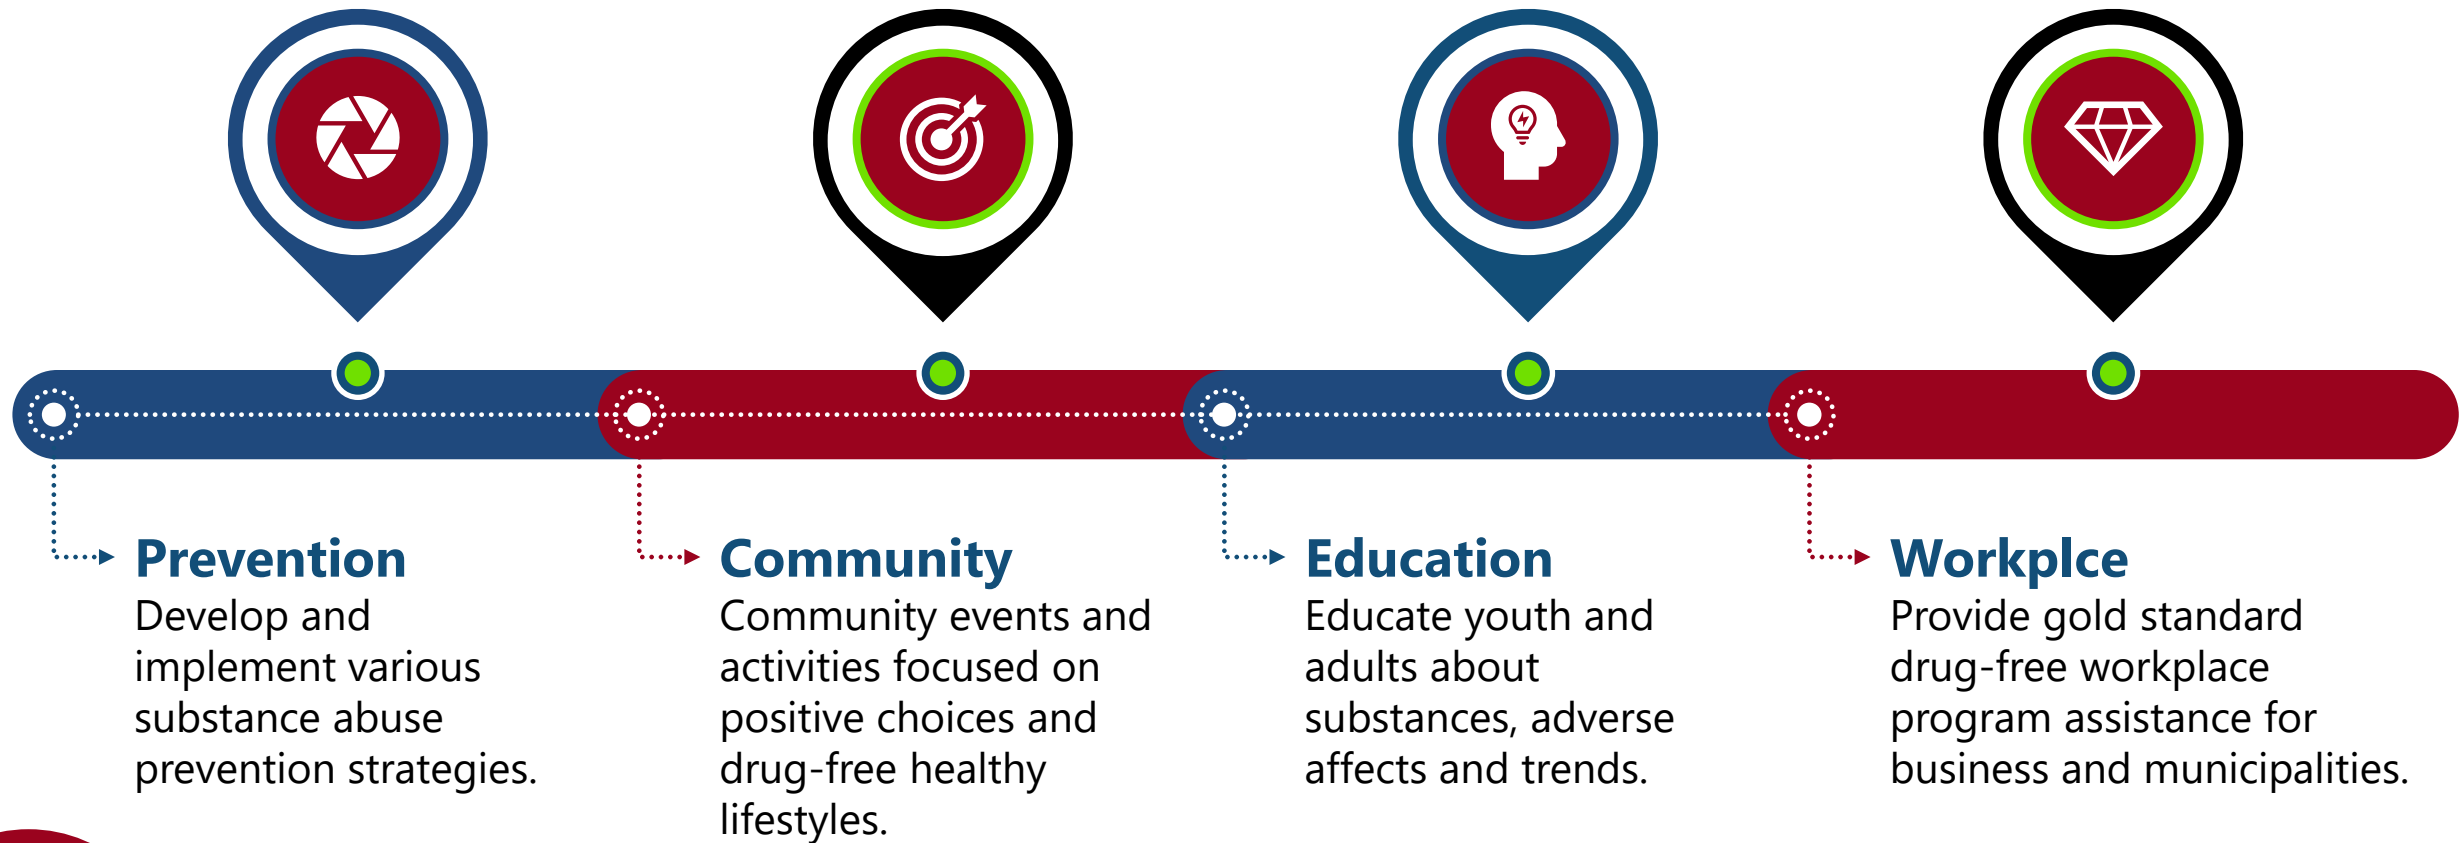 Prevention
Develop and
implement various
substance abuse
prevention strategies.
Community
Community events and
activities focused on
positive choices and
drug-free healthy
lifestyles.
Education
Educate youth and
adults about
substances, adverse
affects and trends.
Workplce
Provide gold standard
drug-free workplace
program assistance for
business and municipalities.